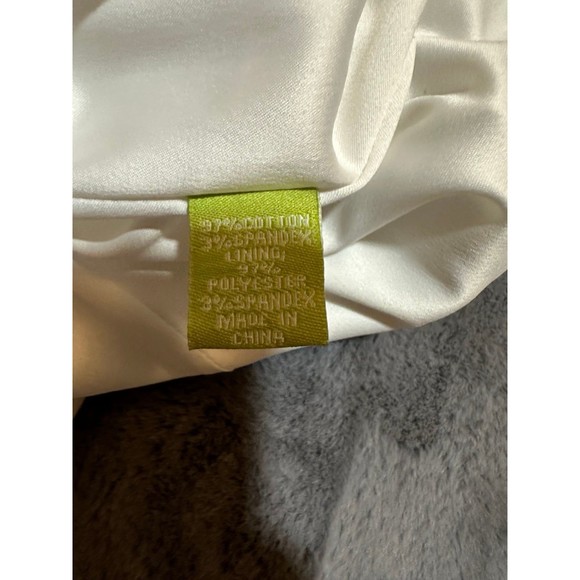 97% COTTON
3% SPANDEX
LINING;
97%
POLYESTER
3% SPANDEX
MADE IN
CHINA